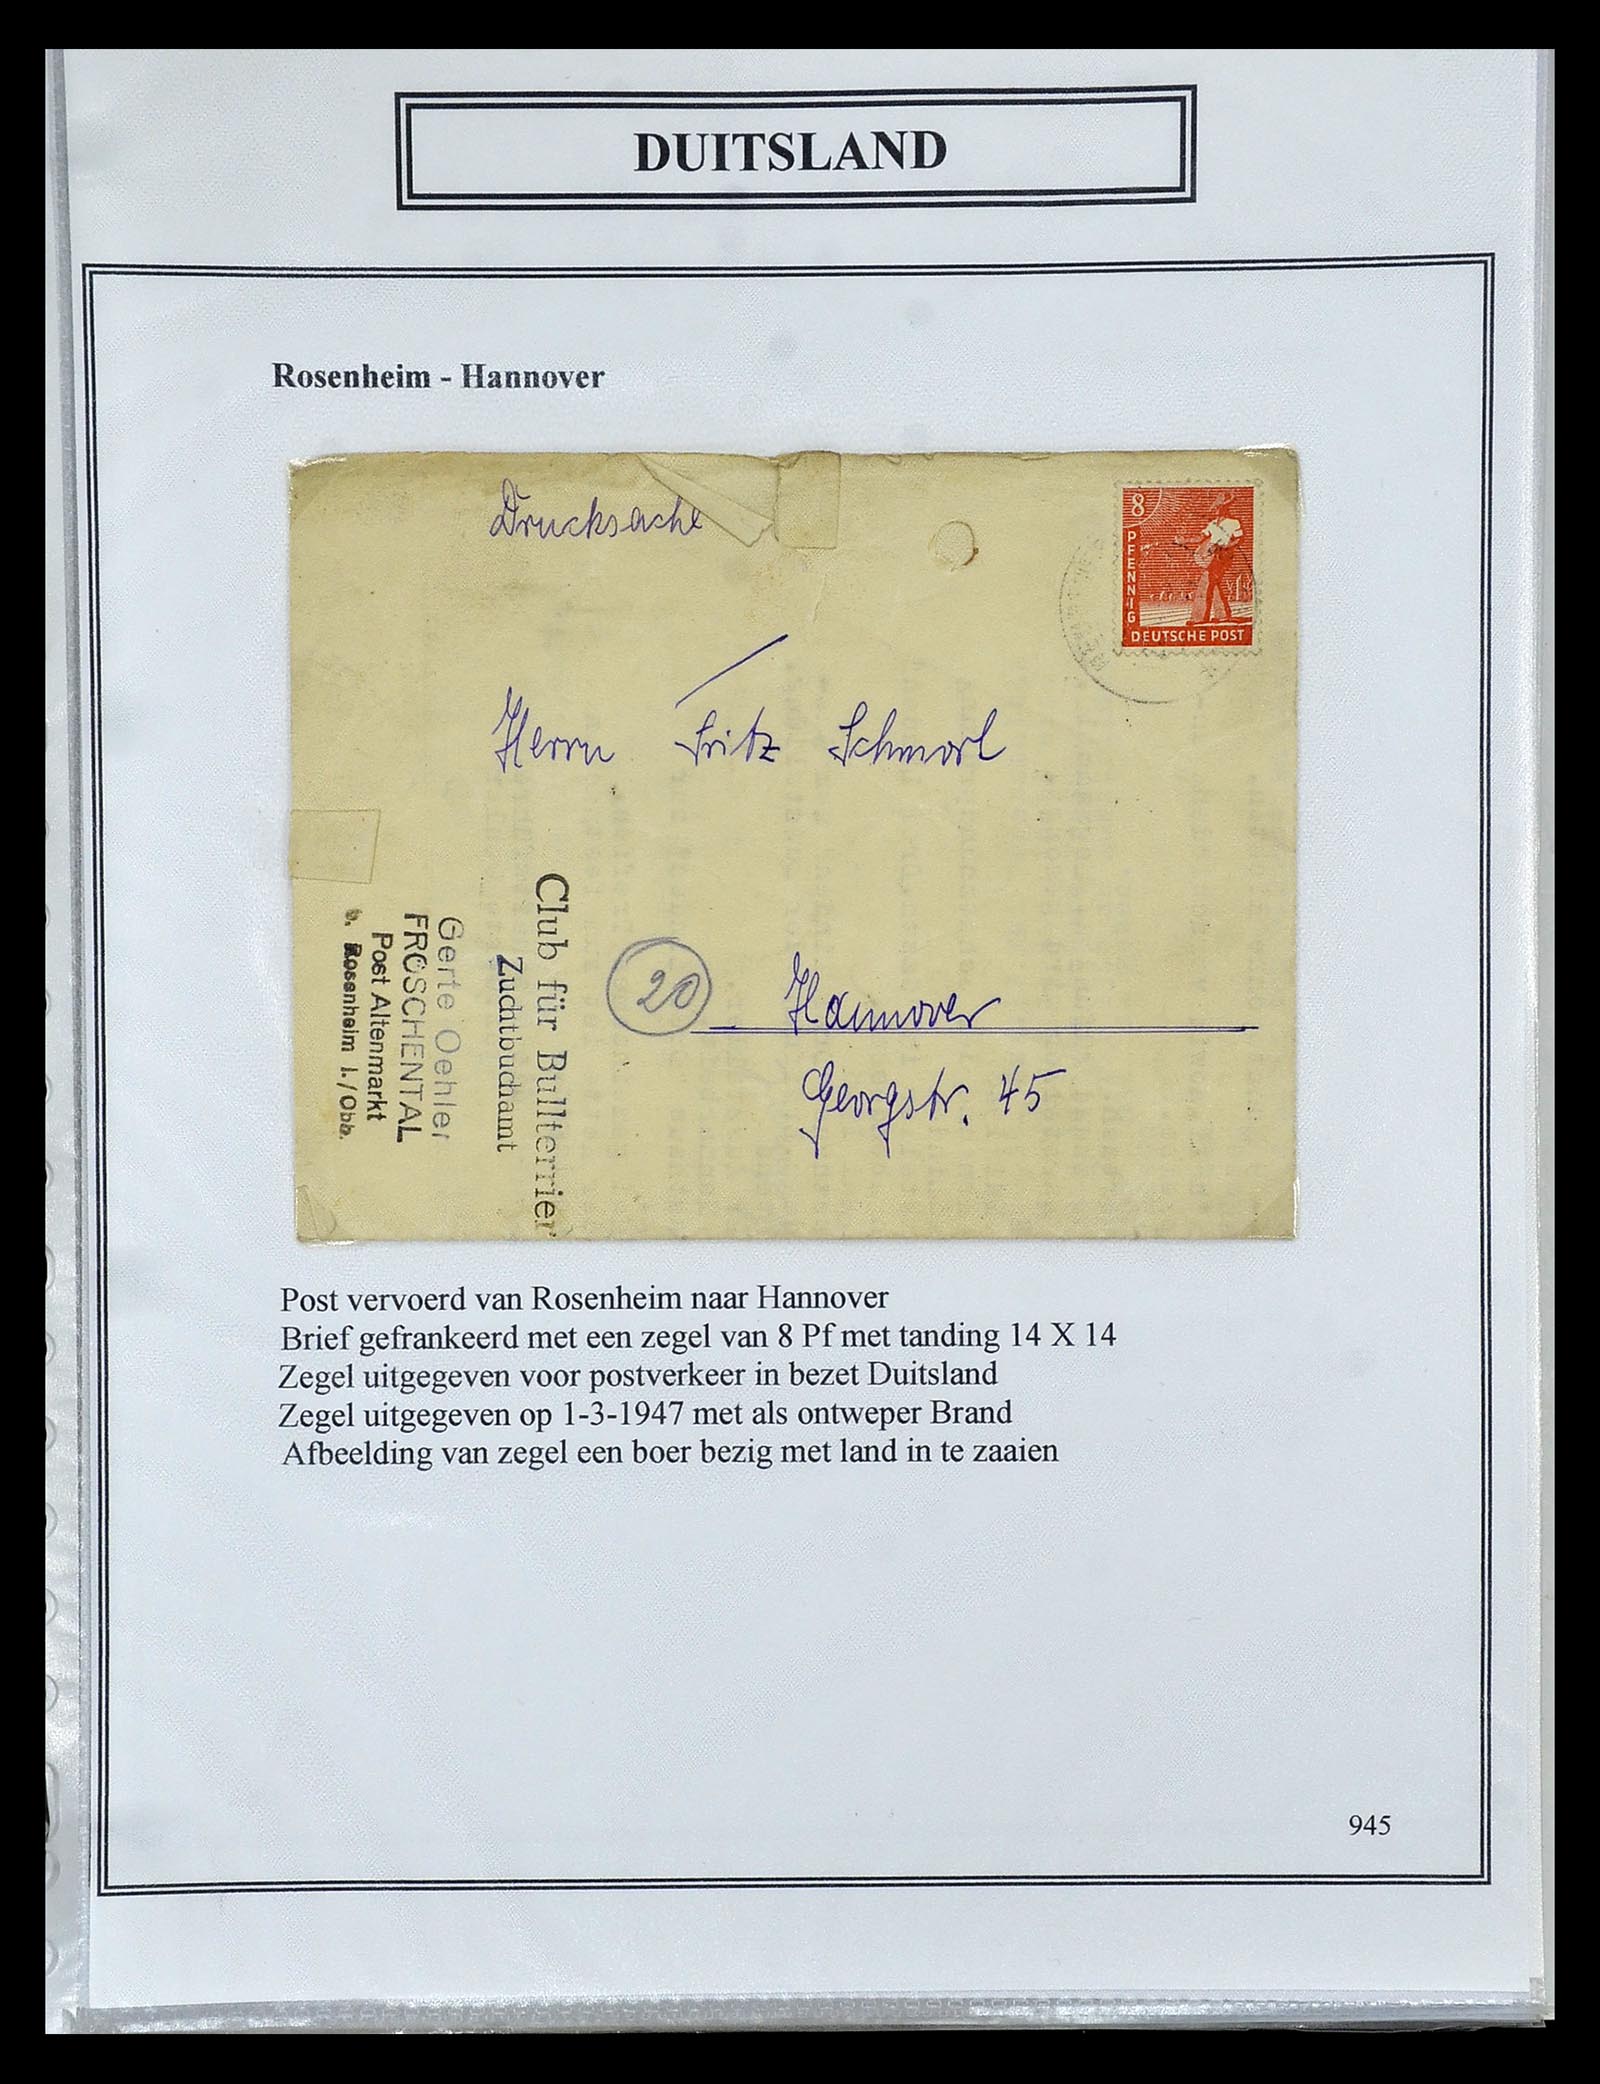 DUITSLAND
Rosenheim - Hannover
Drucksache
8
PFENNIG
DEUTSCHE POST
Herrn Fritz Schmorl
20
Hannover
Georgstr. 45
Club für Bullterrier
Zuchtbuchamt
Gerte Oehler
FRÖSCHENTAL
Post Altenmarkt
b. Rosenheim i./Obb.
Post vervoerd van Rosenheim naar Hannover
Brief gefrankeerd met een zegel van 8 Pf met tanding 14 X 14
Zegel uitgegeven voor postverkeer in bezet Duitsland
Zegel uitgegeven op 1-3-1947 met als ontweper Brand
Afbeelding van zegel een boer bezig met land in te zaaien
945